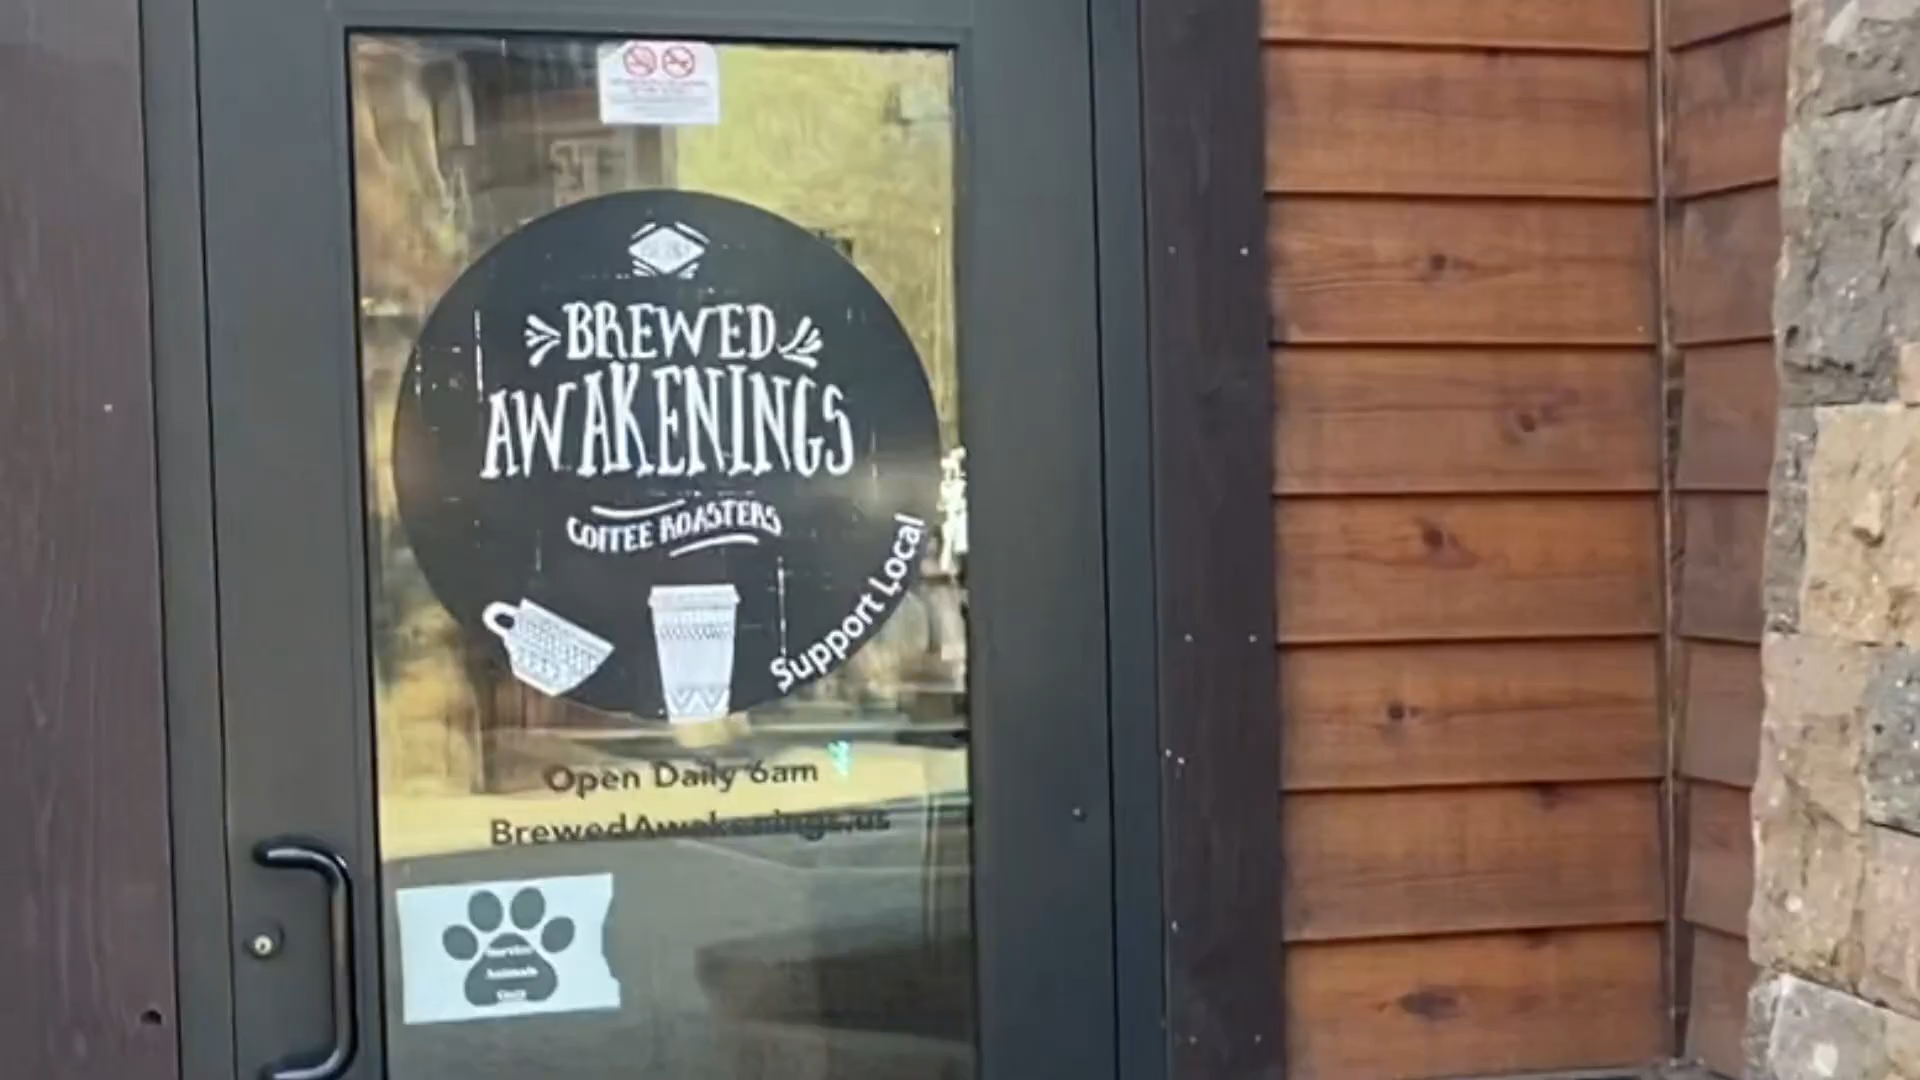 BREWED
AWAKENINGS
COFFEE ROASTERS
Support Local
Open Daily 6am
BrewedAwakenings.us
Service
Animals
Only